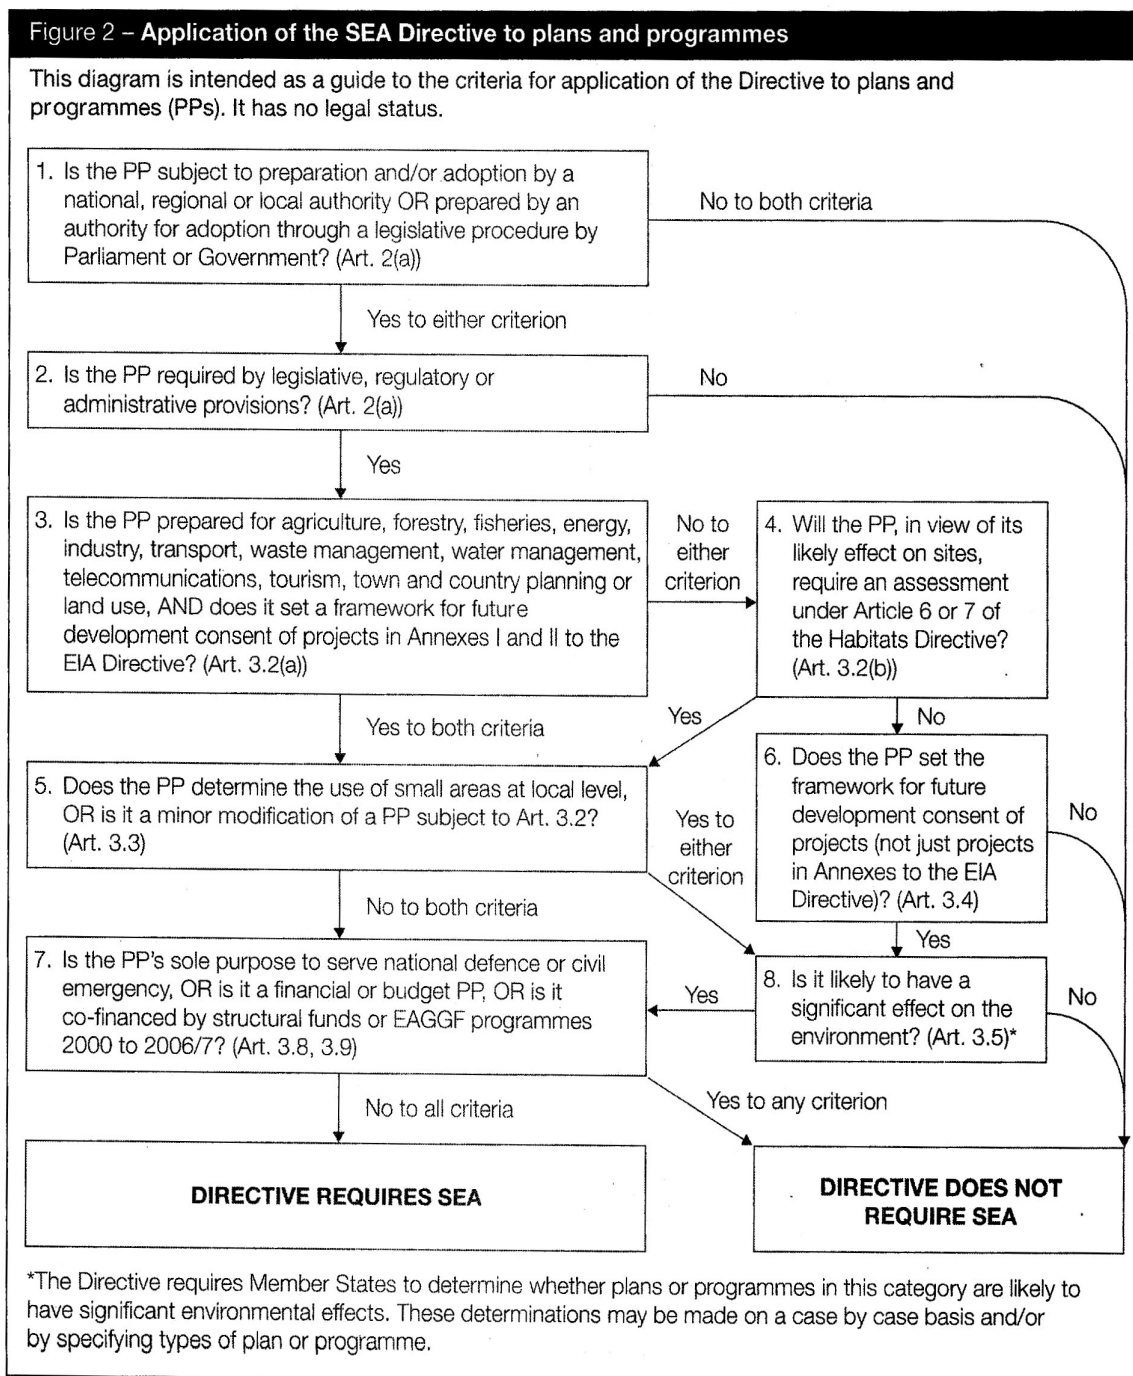 Figure 2 – Application of the SEA Directive to plans and programmes
This diagram is intended as a guide to the criteria for application of the Directive to plans and
programmes (PPs). It has no legal status.
1. Is the PP subject to preparation and/or adoption by a
national, regional or local authority OR prepared by an
authority for adoption through a legislative procedure by
Parliament or Government? (Art. 2(a))
No to both criteria
Yes to either criterion
2. Is the PP required by legislative, regulatory or
administrative provisions? (Art. 2(a))
No
Yes
3. Is the PP prepared for agriculture, forestry, fisheries, energy,
industry, transport, waste management, water management,
telecommunications, tourism, town and country planning or
land use, AND does it set a framework for future
development consent of projects in Annexes I and II to the
EIA Directive? (Art. 3.2(a))
No to
either
criterion
4. Will the PP, in view of its
likely effect on sites,
require an assessment
under Article 6 or 7 of
the Habitats Directive?
(Art. 3.2(b))
Yes to both criteria
Yes
No
5. Does the PP determine the use of small areas at local level,
OR is it a minor modification of a PP subject to Art. 3.2?
(Art. 3.3)
Yes to
either
criterion
6. Does the PP set the
framework for future
development consent of
projects (not just projects
in Annexes to the EIA
Directive)? (Art. 3.4)
No
No to both criteria
Yes
7. Is the PP's sole purpose to serve national defence or civil
emergency, OR is it a financial or budget PP, OR is it
co-financed by structural funds or EAGGF programmes
2000 to 2006/7? (Art. 3.8, 3.9)
Yes
8. Is it likely to have a
significant effect on the
environment? (Art. 3.5)*
No
No to all criteria
Yes to any criterion
DIRECTIVE REQUIRES SEA
DIRECTIVE DOES NOT
REQUIRE SEA
*The Directive requires Member States to determine whether plans or programmes in this category are likely to
have significant environmental effects. These determinations may be made on a case by case basis and/or
by specifying types of plan or programme.